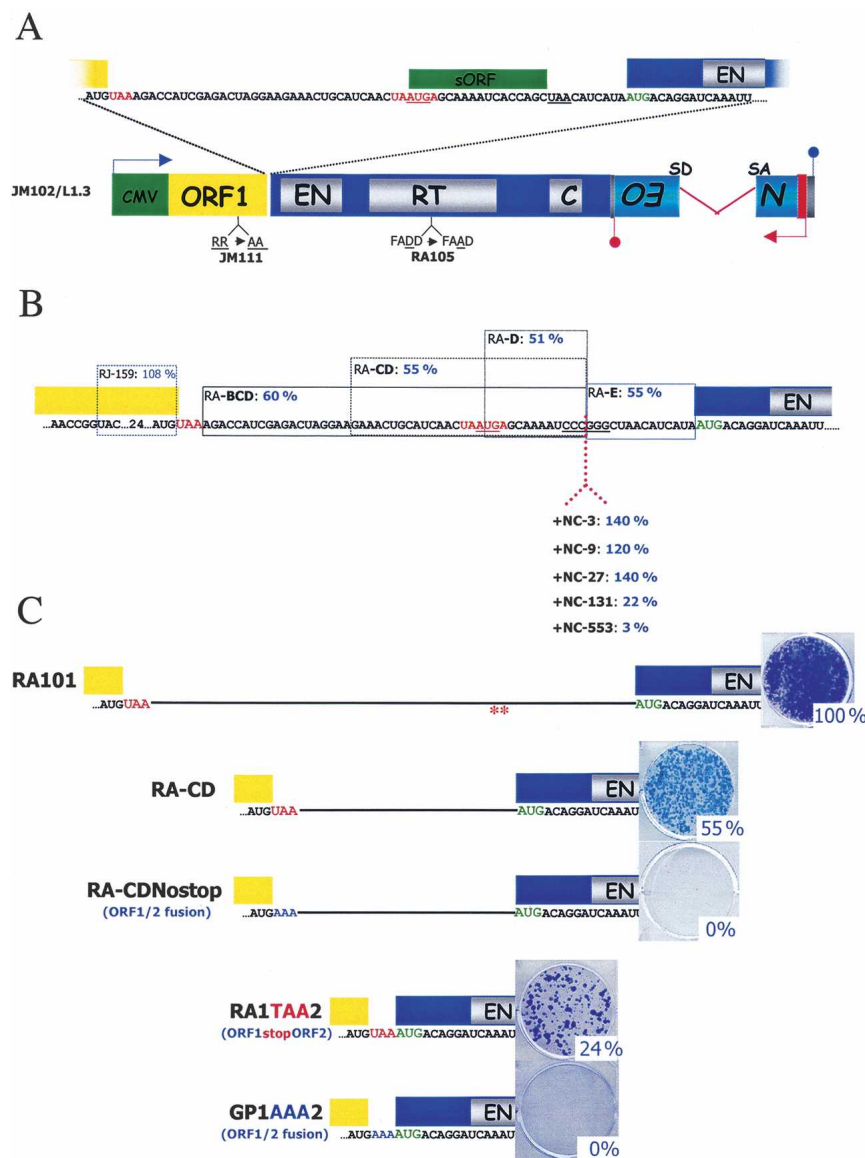 A
sORF
EN
...AUGUAAAGACCAUCGAGACUAGGAAGAAACUGCAUCAACUAAUGAGCAAAAUCACCAGCUAACAUCAUAAUGACAGGAUCAAAUU......
JM102/L1.3
CMV
ORF1
EN
RT
C
EO
SD
SA
N
RR AA
JM111
FADD FAAD
RA105
B
RA-D: 51 %
RJ-159: 108 %
RA-CD: 55 %
RA-BCD: 60 %
RA-E: 55 %
EN
...AACCGGUAC...24...AUGUAAAGACCAUCGAGACUAGGAAGAAACUGCAUCAACUAAUGAGCAAAAUCCCGGGCUAACAUCAUAAUGACAGGAUCAAAUU......
+NC-3: 140 %
+NC-9: 120 %
+NC-27: 140 %
+NC-131: 22 %
+NC-553: 3 %
C
RA101
EN
...AUGUAA
**
AUGACAGGAUCAAAUU
100 %
RA-CD
EN
...AUGUAA
AUGACAGGAUCAAAU
55 %
RA-CDNostop
(ORF1/2 fusion)
EN
...AUGAAA
AUGACAGGAUCAAAUU
0%
RA1TAA2
(ORF1stopORF2)
EN
...AUGUAAAUGACAGGAUCAAAU
24 %
GP1AAA2
(ORF1/2 fusion)
EN
...AUGAAAAUGACAGGAUCAAAU
0%